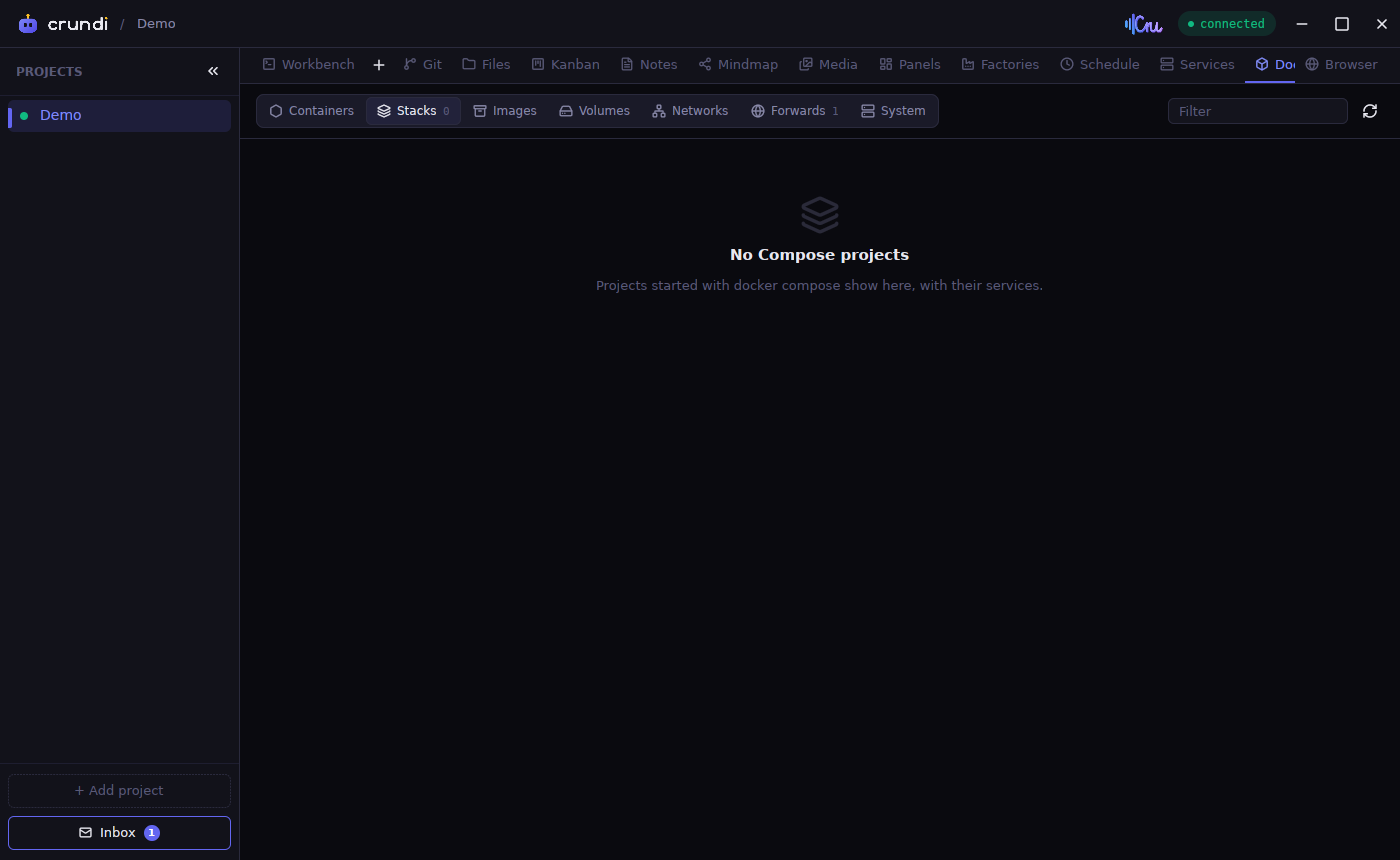 crundi / Demo
Cru
connected
PROJECTS
Workbench + Git Files Kanban Notes Mindmap Media Panels Factories Schedule Services Doc Browser
Demo
Containers Stacks 0 Images Volumes Networks Forwards 1 System
Filter
No Compose projects
Projects started with docker compose show here, with their services.
+ Add project
Inbox 1